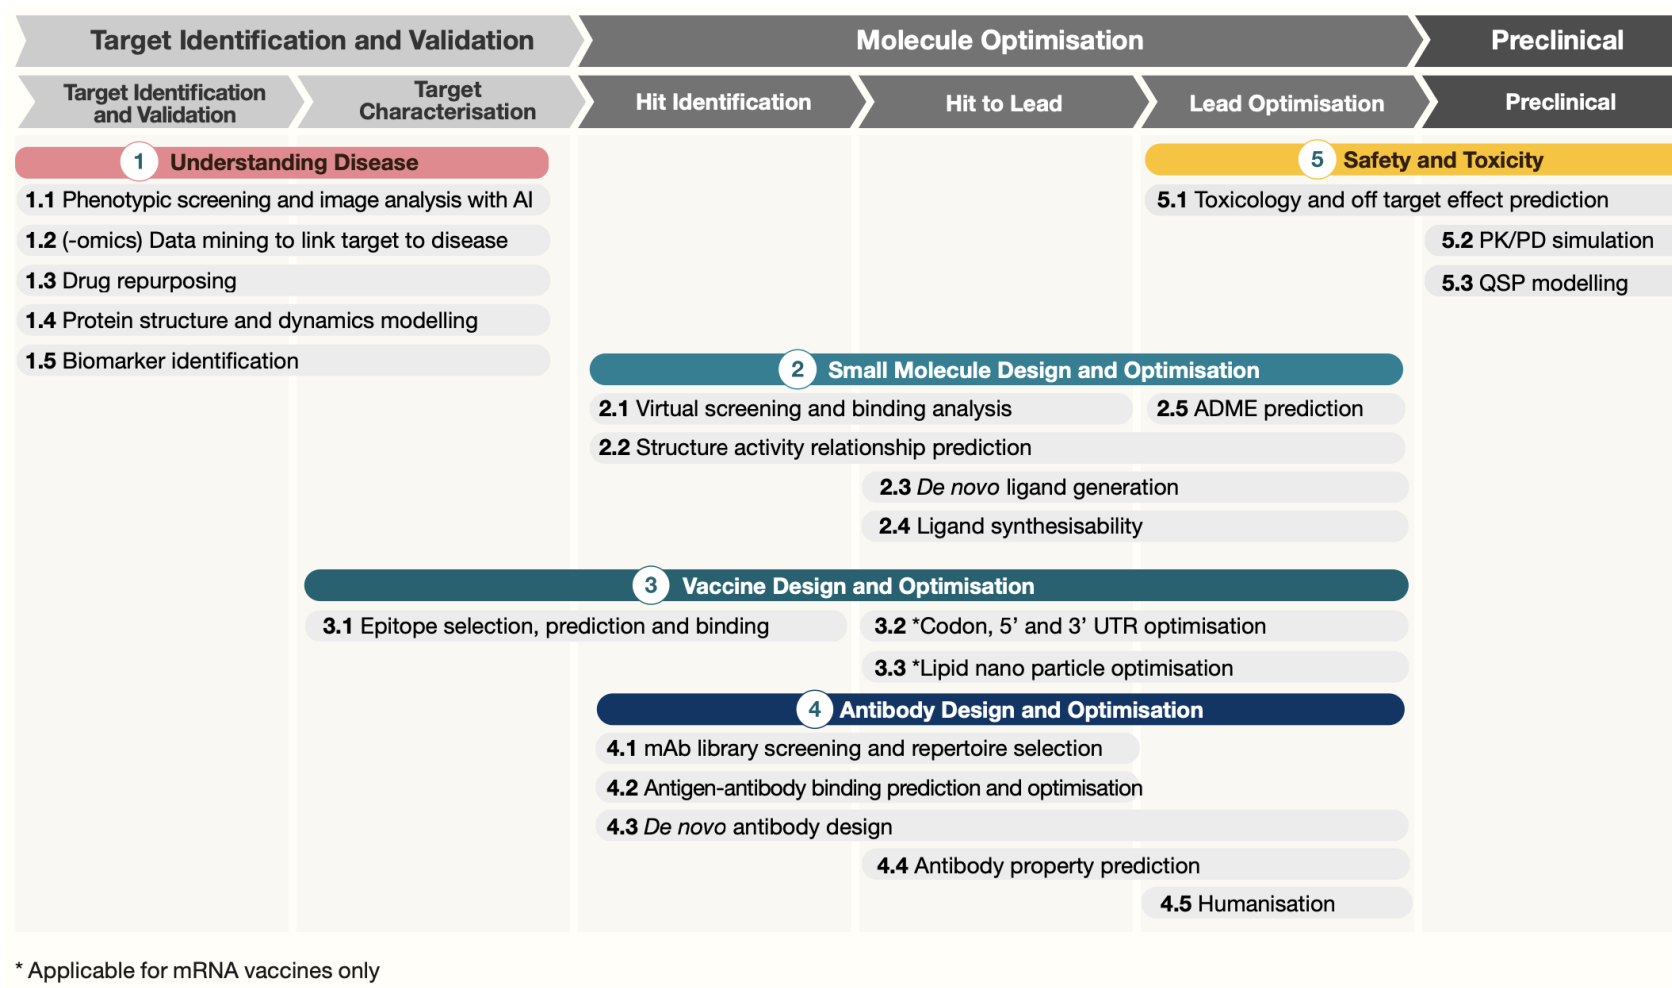 Target Identification and Validation
Molecule Optimisation
Preclinical
Target Identification
and Validation
Target
Characterisation
Hit Identification
Hit to Lead
Lead Optimisation
Preclinical
1 Understanding Disease
1.1 Phenotypic screening and image analysis with AI
1.2 (-omics) Data mining to link target to disease
1.3 Drug repurposing
1.4 Protein structure and dynamics modelling
1.5 Biomarker identification
5 Safety and Toxicity
5.1 Toxicology and off target effect prediction
5.2 PK/PD simulation
5.3 QSP modelling
2 Small Molecule Design and Optimisation
2.1 Virtual screening and binding analysis
2.5 ADME prediction
2.2 Structure activity relationship prediction
2.3 De novo ligand generation
2.4 Ligand synthesisability
3 Vaccine Design and Optimisation
3.1 Epitope selection, prediction and binding
3.2 *Codon, 5’ and 3’ UTR optimisation
3.3 *Lipid nano particle optimisation
4 Antibody Design and Optimisation
4.1 mAb library screening and repertoire selection
4.2 Antigen-antibody binding prediction and optimisation
4.3 De novo antibody design
4.4 Antibody property prediction
4.5 Humanisation
* Applicable for mRNA vaccines only